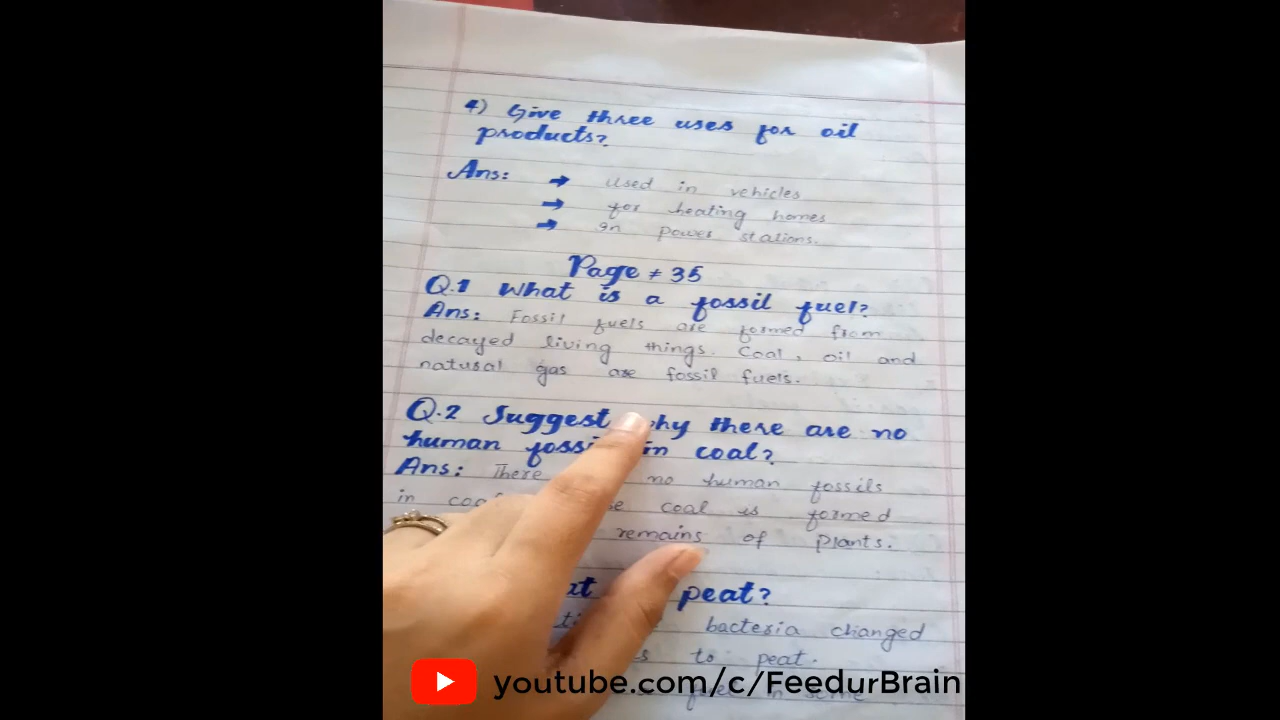 4) Give three uses for oil
products?
Ans: → used in vehicles
→ for heating homes
→ In power stations.
Page # 35
Q.1 What is a fossil fuel?
Ans: Fossil fuels are formed from
decayed living things. Coal, oil and
natural gas are fossil fuels.
Q.2 Suggest why there are no
human fossils in coal?
Ans: There no human fossils
in coal coal is formed
remains of plants.
peat?
bacteria changed
to peat.
in some
youtube.com/c/FeedurBrain